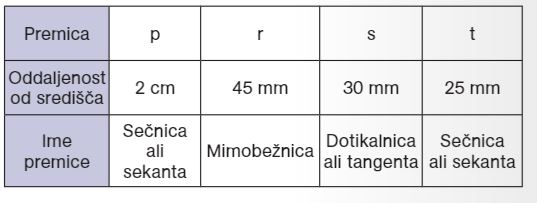 Premica p r s t
Oddaljenost
od središča 2 cm 45 mm 30 mm 25 mm
Ime
premice
Sečnica
ali
sekanta
Mimobežnica
Dotikalnica
ali tangenta
Sečnica
ali sekanta